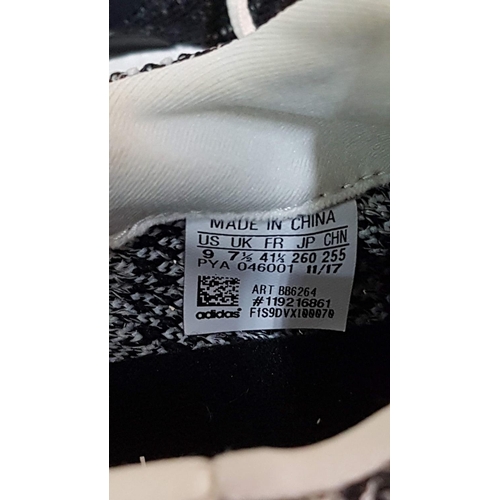 MADE IN CHINA
US UK FR JP CHN
9 7½ 41⅓ 260 255
PYA 046001 11/17
ART BB6264
#119216861
adidas F1S9DVXI00070